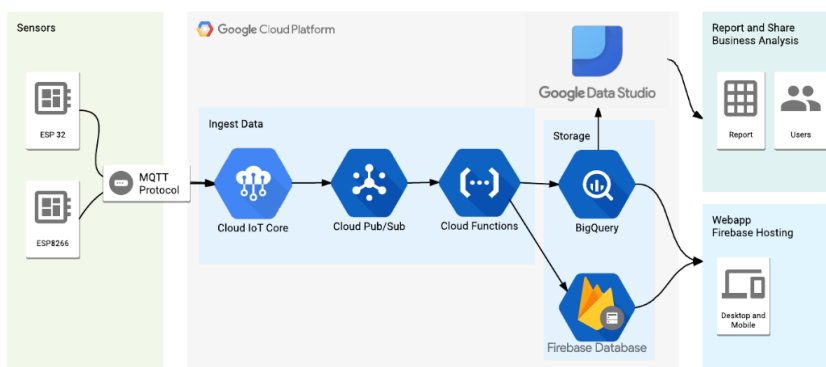 Sensors
ESP 32
ESP8266
MQTT
Protocol
Google Cloud Platform
Ingest Data
Cloud IoT Core
Cloud Pub/Sub
Cloud Functions
Storage
BigQuery
Firebase Database
Google Data Studio
Report and Share
Business Analysis
Report
Users
Webapp
Firebase Hosting
Desktop and
Mobile